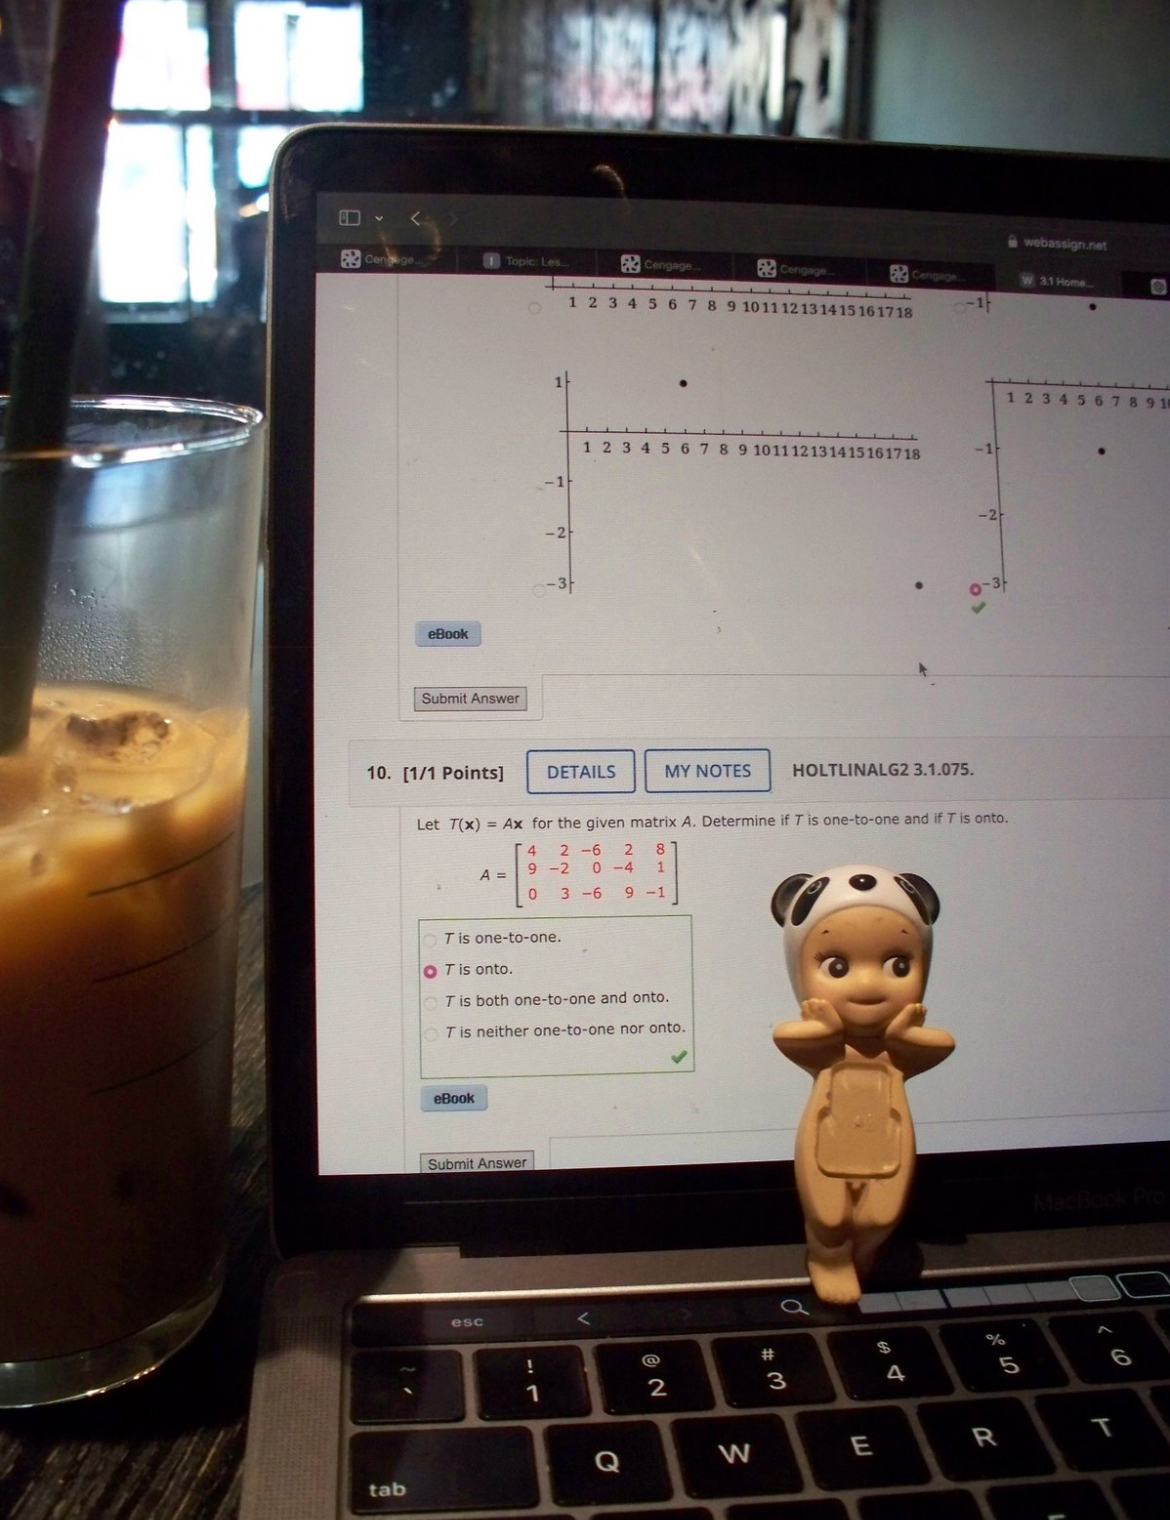 webassign.net
Cengage... Topic: Les... Cengage... Cengage... Cengage... W 3.1 Home...
1 2 3 4 5 6 7 8 9 10 11 12 13 14 15 16 17 18
-1
1
1 2 3 4 5 6 7 8 9 10 11 12 13 14 15 16 17 18
-1
-2
-3
1 2 3 4 5 6 7 8 9
-1
-2
-3
eBook
Submit Answer
10. [1/1 Points] DETAILS MY NOTES HOLTLINALG2 3.1.075.
Let T(x) = Ax for the given matrix A. Determine if T is one-to-one and if T is onto.
4 2 -6 2 8
A = 9 -2 0 -4 1
0 3 -6 9 -1
T is one-to-one.
T is onto.
T is both one-to-one and onto.
T is neither one-to-one nor onto.
eBook
Submit Answer
MacBook Pro
esc
~ ! @ # $ % ^
` 1 2 3 4 5 6
tab Q W E R T